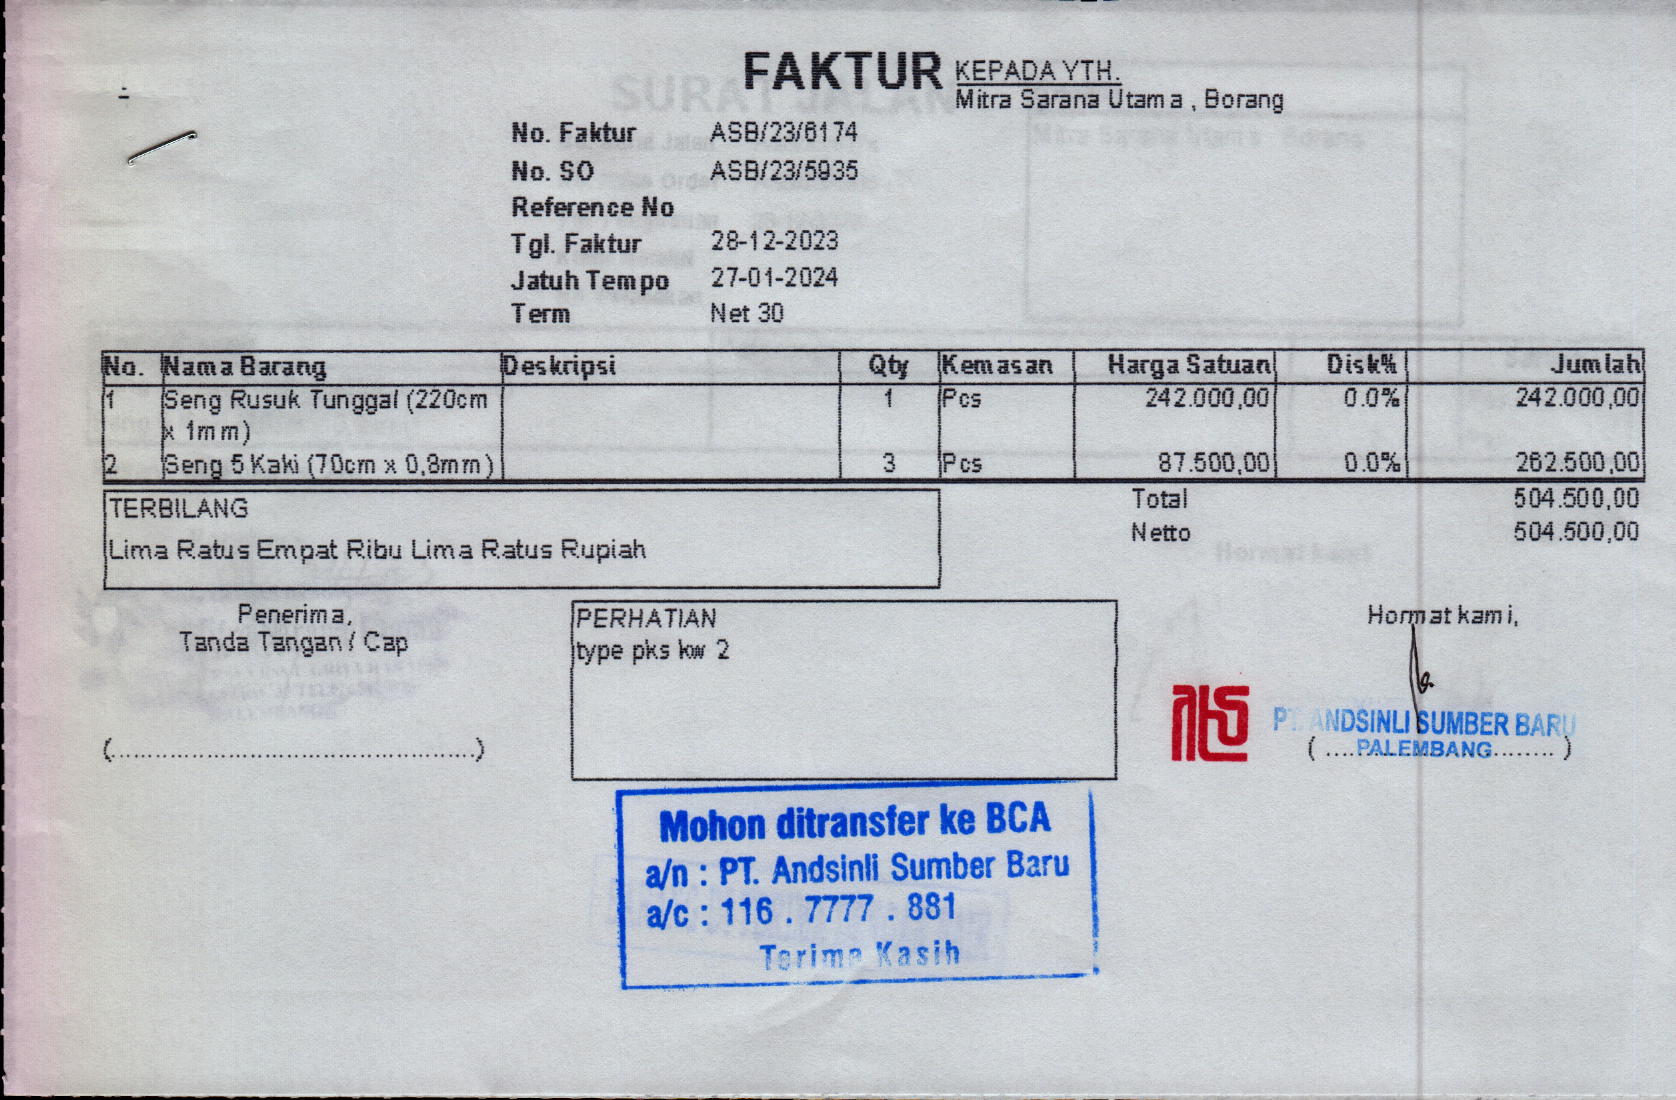 FAKTUR
KEPADA YTH.
Mitra Sarana Utama , Borang
No. Faktur ASB/23/6174
No. SO ASB/23/5935
Reference No
Tgl. Faktur 28-12-2023
Jatuh Tempo 27-01-2024
Term Net 30
No. Nama Barang Deskripsi Qty Kemasan Harga Satuan Disk% Jumlah
1 Seng Rusuk Tunggal (220cm 1 Pcs 242.000,00 0.0% 242.000,00
x 1mm)
2 Seng 5 Kaki (70cm x 0,8mm) 3 Pcs 87.500,00 0.0% 262.500,00
TERBILANG
Lima Ratus Empat Ribu Lima Ratus Rupiah
Total 504.500,00
Netto 504.500,00
Penerima,
Tanda Tangan / Cap
(................................................)
PERHATIAN
type pks kw 2
Hormat kami,
PT. ANDSINLI SUMBER BARU
( ....PALEMBANG........ )
Mohon ditransfer ke BCA
a/n : PT. Andsinli Sumber Baru
a/c : 116 . 7777 . 881
Terima Kasih